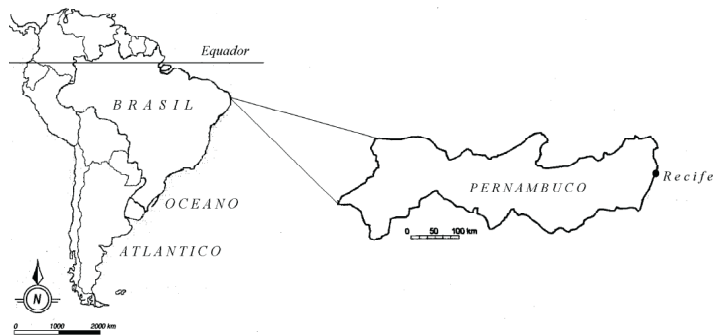 Equador
BRASIL
OCEANO
ATLANTICO
N
0 1000 2000 km
PERNAMBUCO
Recife
0 50 100 km